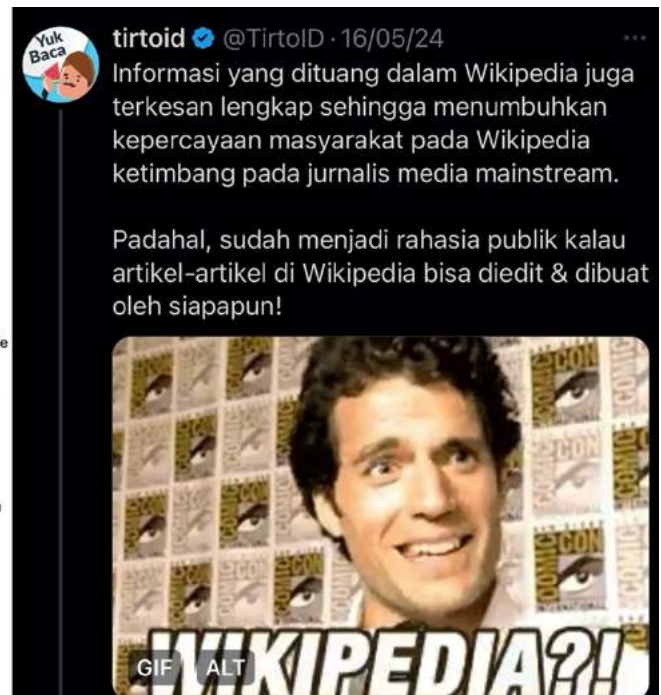 Yuk
Baca
tirtoid @TirtoID · 16/05/24
Informasi yang dituang dalam Wikipedia juga
terkesan lengkap sehingga menumbuhkan
kepercayaan masyarakat pada Wikipedia
ketimbang pada jurnalis media mainstream.
Padahal, sudah menjadi rahasia publik kalau
artikel-artikel di Wikipedia bisa diedit & dibuat
oleh siapapun!
COMIC CON
WIKIPEDIA?!
GIF ALT